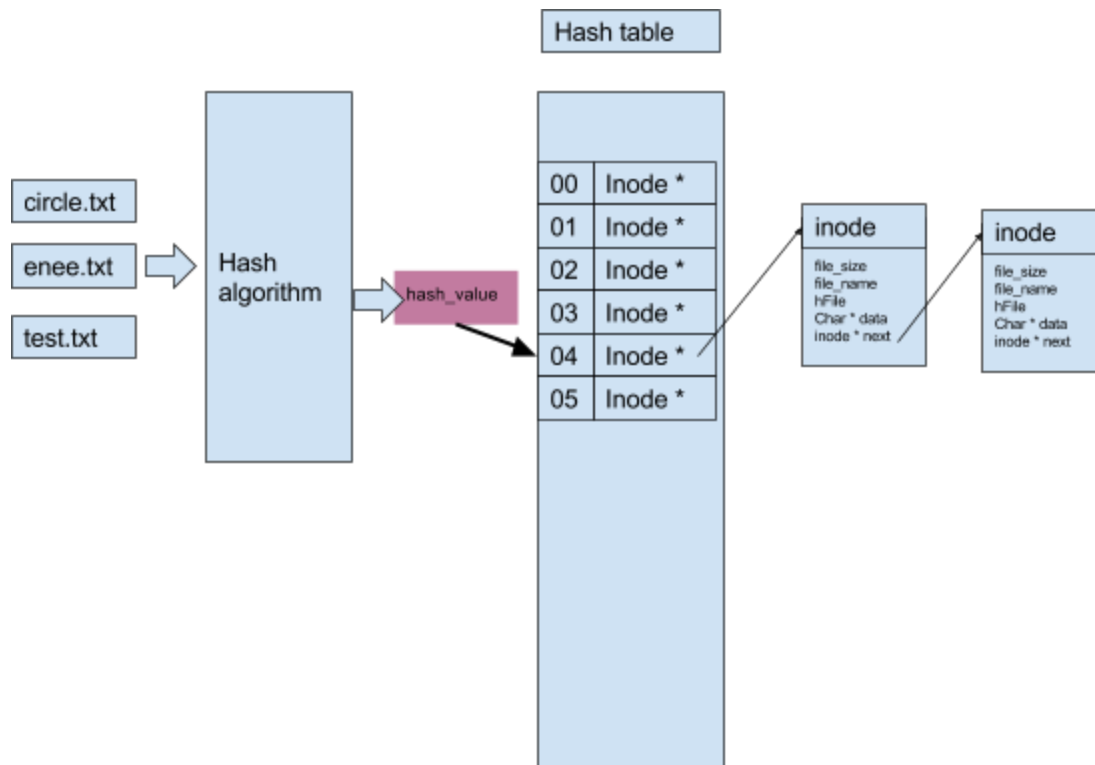 Hash table
circle.txt
enee.txt
test.txt
Hash
algorithm
hash_value
00 Inode *
01 Inode *
02 Inode *
03 Inode *
04 Inode *
05 Inode *
inode
file_size
file_name
hFile
Char * data
inode * next
inode
file_size
file_name
hFile
Char * data
inode * next